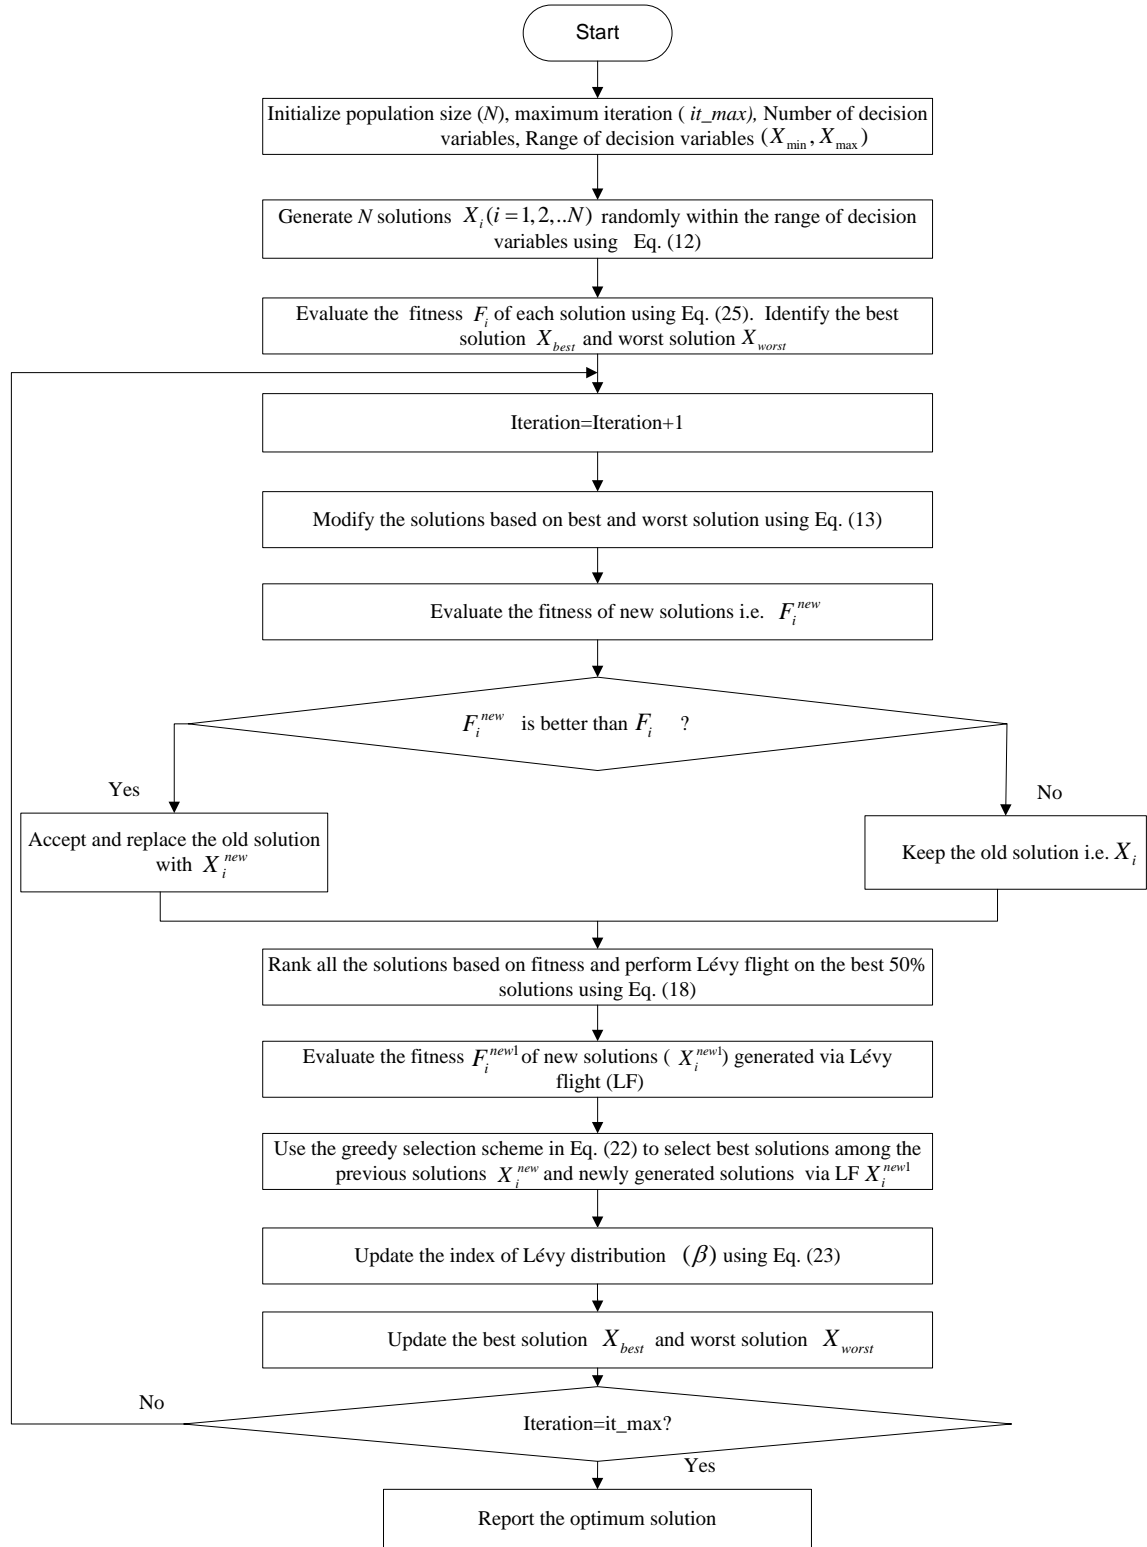 Start
Initialize population size (N), maximum iteration ( it_max), Number of decision
variables, Range of decision variables (X_min, X_max)
Generate N solutions X_i(i=1,2,..N) randomly within the range of decision
variables using Eq. (12)
Evaluate the fitness F_i of each solution using Eq. (25). Identify the best
solution X_best and worst solution X_worst
Iteration=Iteration+1
Modify the solutions based on best and worst solution using Eq. (13)
Evaluate the fitness of new solutions i.e. F_i^new
F_i^new is better than F_i ?
Yes
No
Accept and replace the old solution
with X_i^new
Keep the old solution i.e. X_i
Rank all the solutions based on fitness and perform Lévy flight on the best 50%
solutions using Eq. (18)
Evaluate the fitness F_i^new1 of new solutions ( X_i^new1) generated via Lévy
flight (LF)
Use the greedy selection scheme in Eq. (22) to select best solutions among the
previous solutions X_i^new and newly generated solutions via LF X_i^new1
Update the index of Lévy distribution (β) using Eq. (23)
Update the best solution X_best and worst solution X_worst
No
Iteration=it_max?
Yes
Report the optimum solution